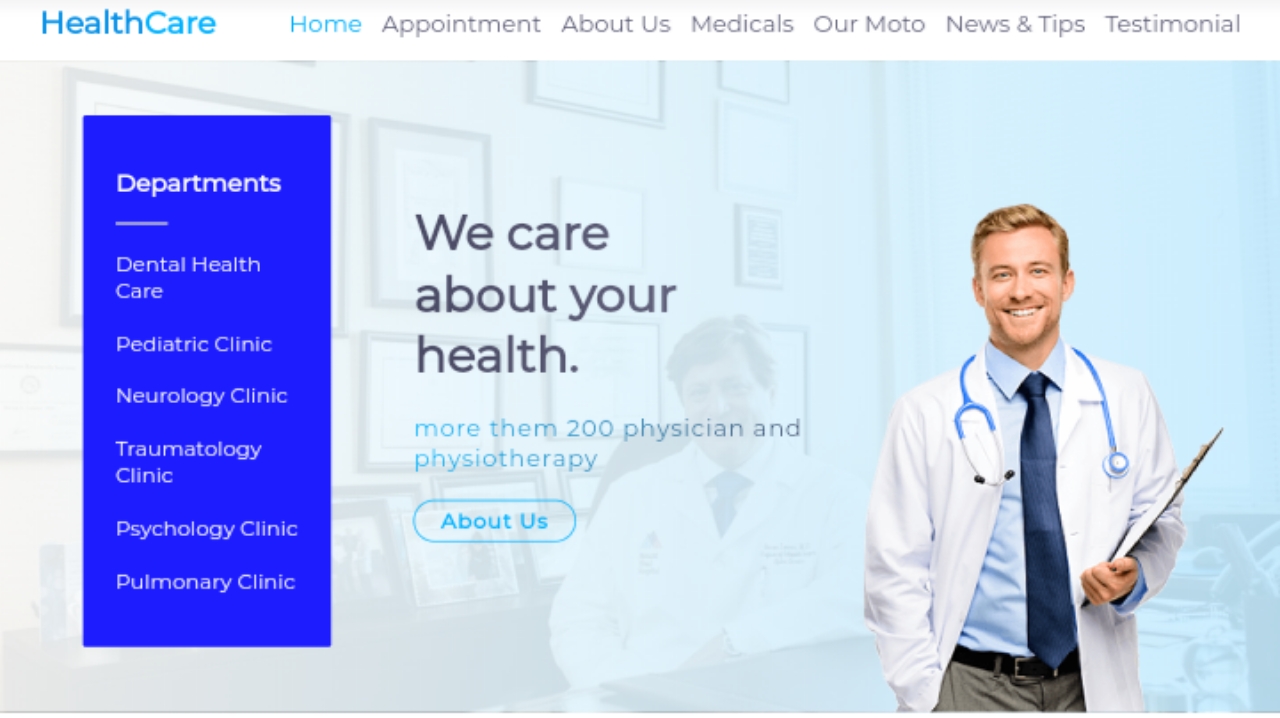 HealthCare
Home Appointment About Us Medicals Our Moto News & Tips Testimonial
Departments
Dental Health
Care
Pediatric Clinic
Neurology Clinic
Traumatology
Clinic
Psychology Clinic
Pulmonary Clinic
We care
about your
health.
more them 200 physician and
physiotherapy
About Us